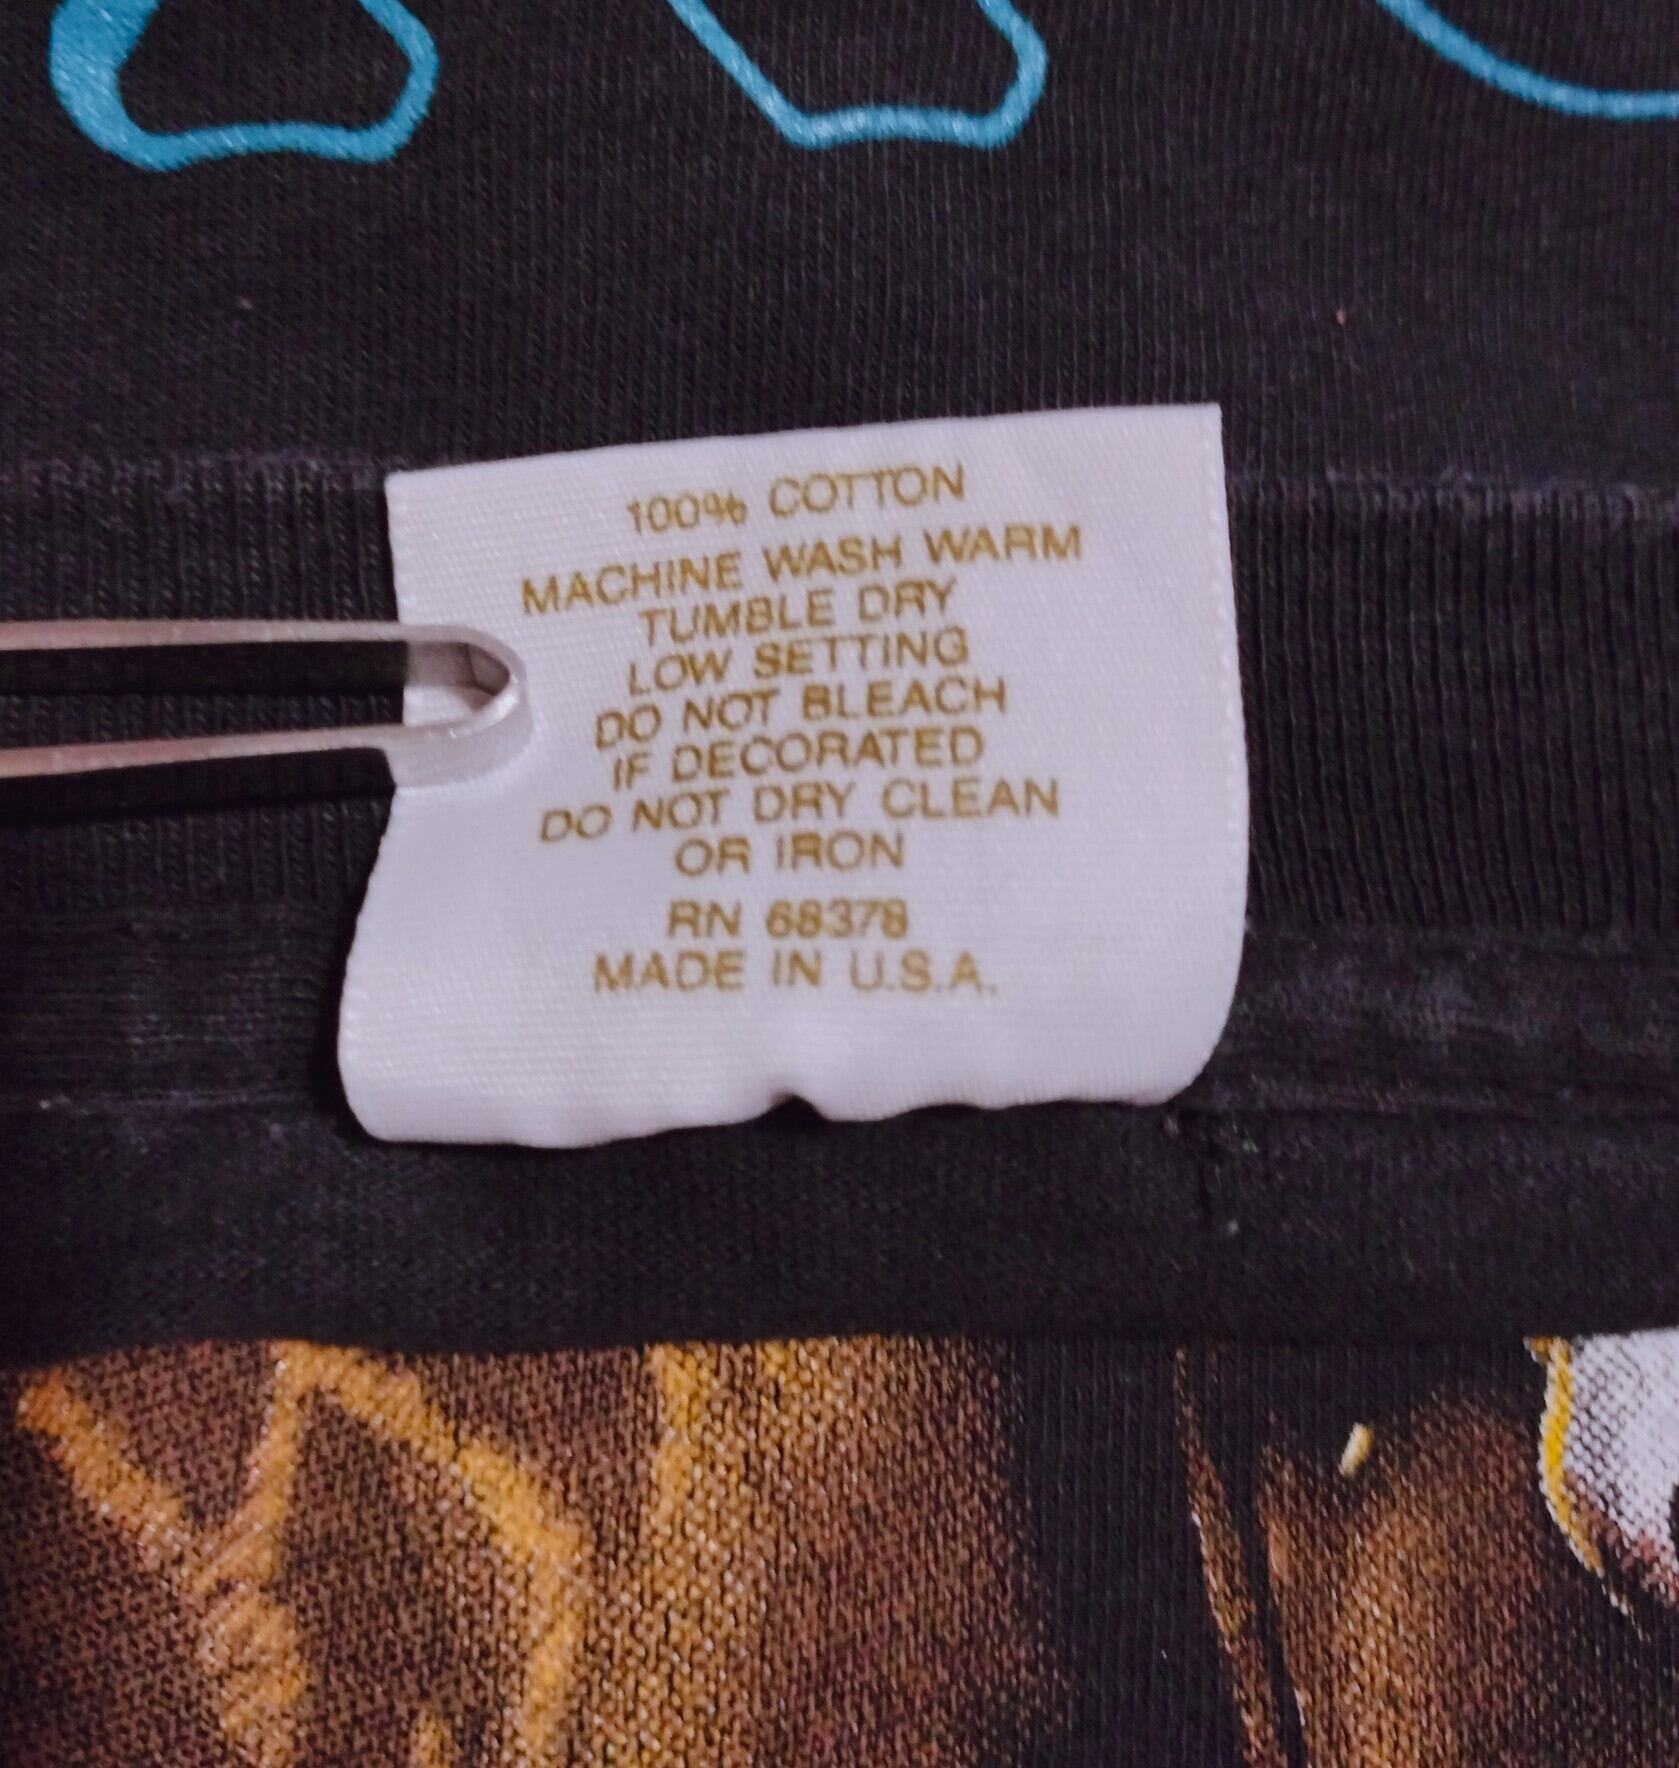 100% COTTON
MACHINE WASH WARM
TUMBLE DRY
LOW SETTING
DO NOT BLEACH
IF DECORATED
DO NOT DRY CLEAN
OR IRON
RN 68378
MADE IN U.S.A.